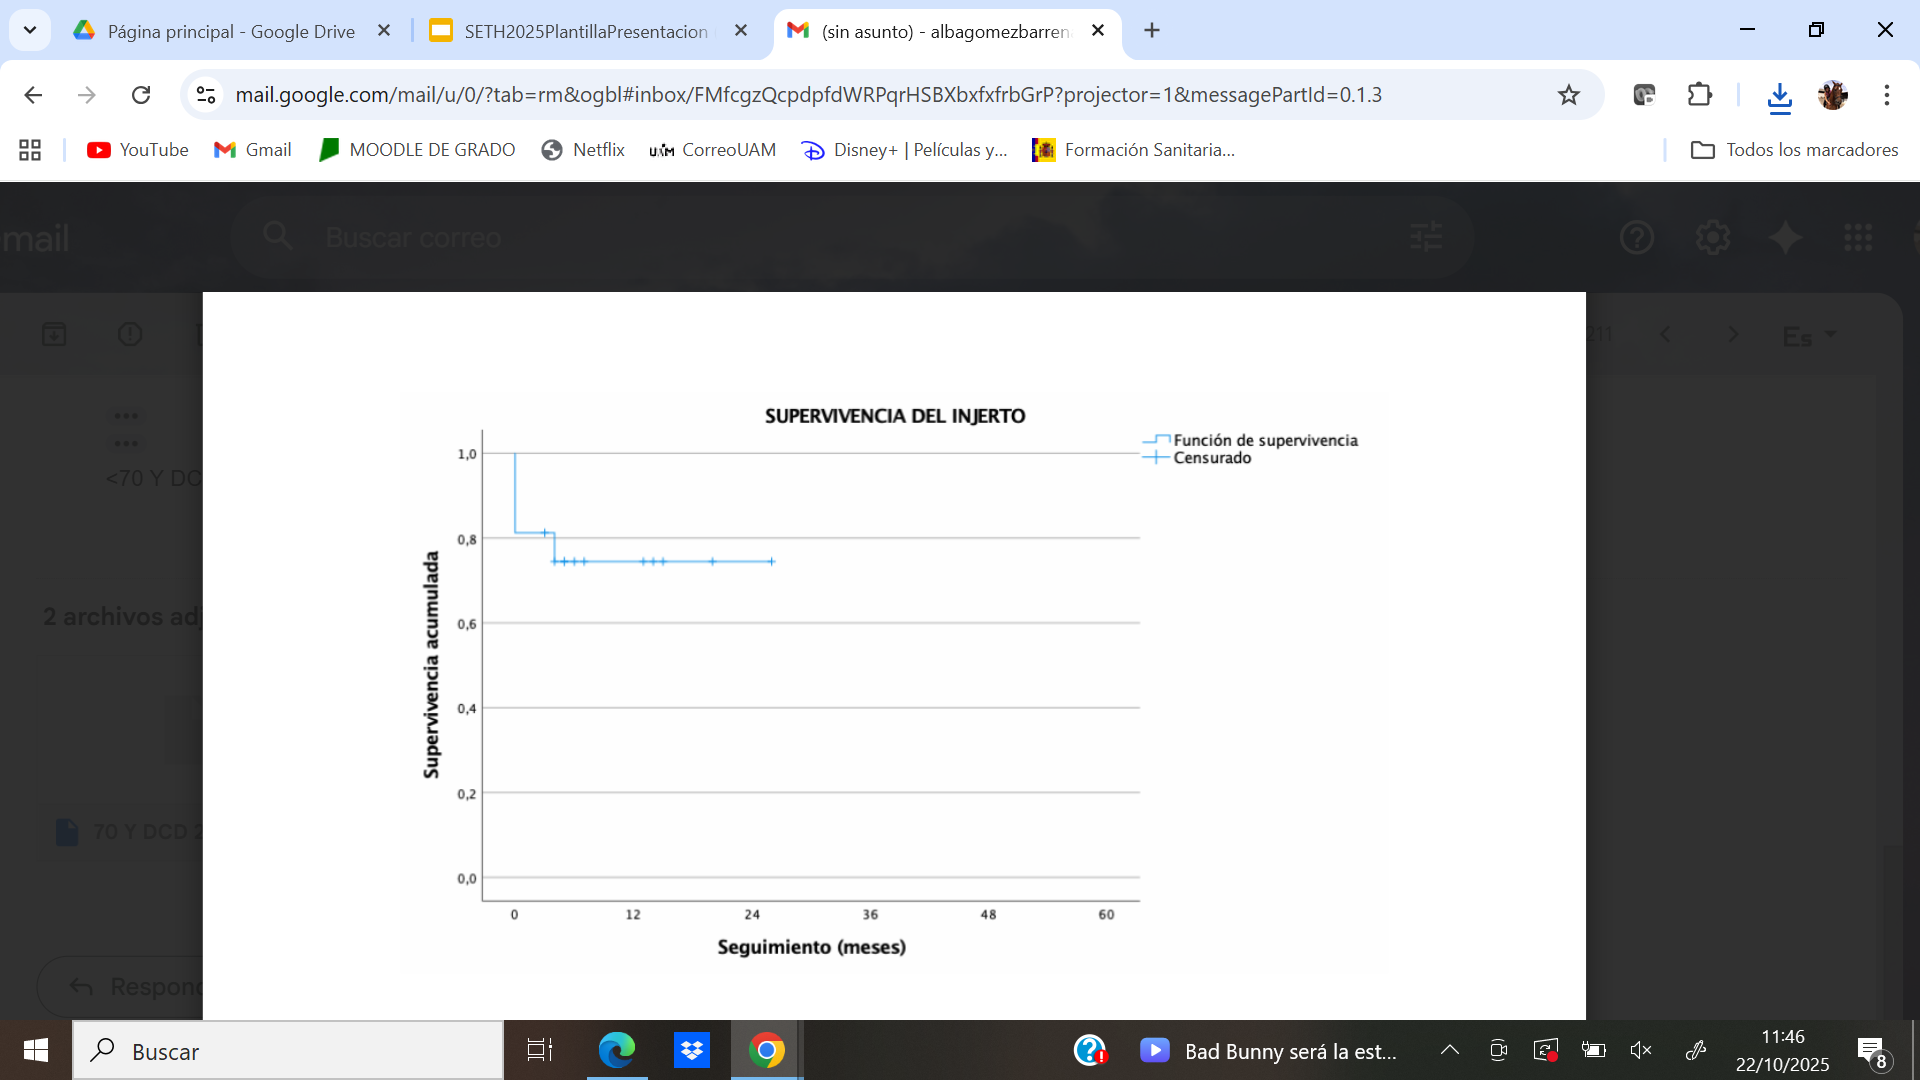 Página principal - Google Drive
SETH2025PlantillaPresentacion
(sin asunto) - albagomezbarren
mail.google.com/mail/u/0/?tab=rm&ogbl#inbox/FMfcgzQcpdpfdWRPqrHSBXbxfxfrbGrP?projector=1&messagePartId=0.1.3
YouTube
Gmail
MOODLE DE GRADO
Netflix
CorreoUAM
Disney+ | Películas y...
Formación Sanitaria...
Todos los marcadores
mail
Buscar correo
211
Es
<70 Y DC
2 archivos ad
70 Y DCD 2
Respon
SUPERVIVENCIA DEL INJERTO
Función de supervivencia
Censurado
Supervivencia acumulada
1,0
0,8
0,6
0,4
0,2
0,0
0 12 24 36 48 60
Seguimiento (meses)
Buscar
Bad Bunny será la est...
11:46
22/10/2025
8